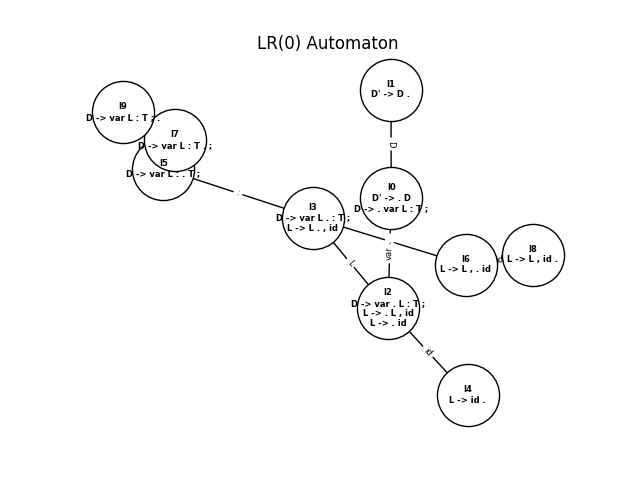 LR(0) Automaton
I1
D' -> D .
D
I0
D' -> . D
D -> . var L : T ;
I9
D -> var L : T ; .
I7
D -> var L : T . ;
I5
D -> var L : . T ;
:
I3
D -> var L . : T ;
L -> L . , id
,
var
I6
L -> L , . id
id
I8
L -> L , id .
L
I2
D -> var . L : T ;
L -> . L , id
L -> . id
id
I4
L -> id .